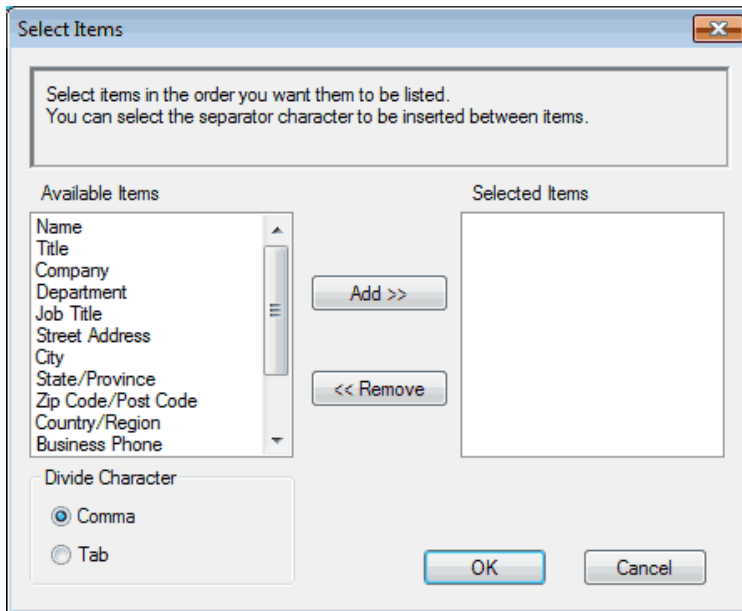 Select Items
Select items in the order you want them to be listed.
You can select the separator character to be inserted between items.
Available Items
Selected Items
Name
Title
Company
Department
Job Title
Street Address
City
State/Province
Zip Code/Post Code
Country/Region
Business Phone
Add >>
<< Remove
Divide Character
Comma
Tab
OK
Cancel